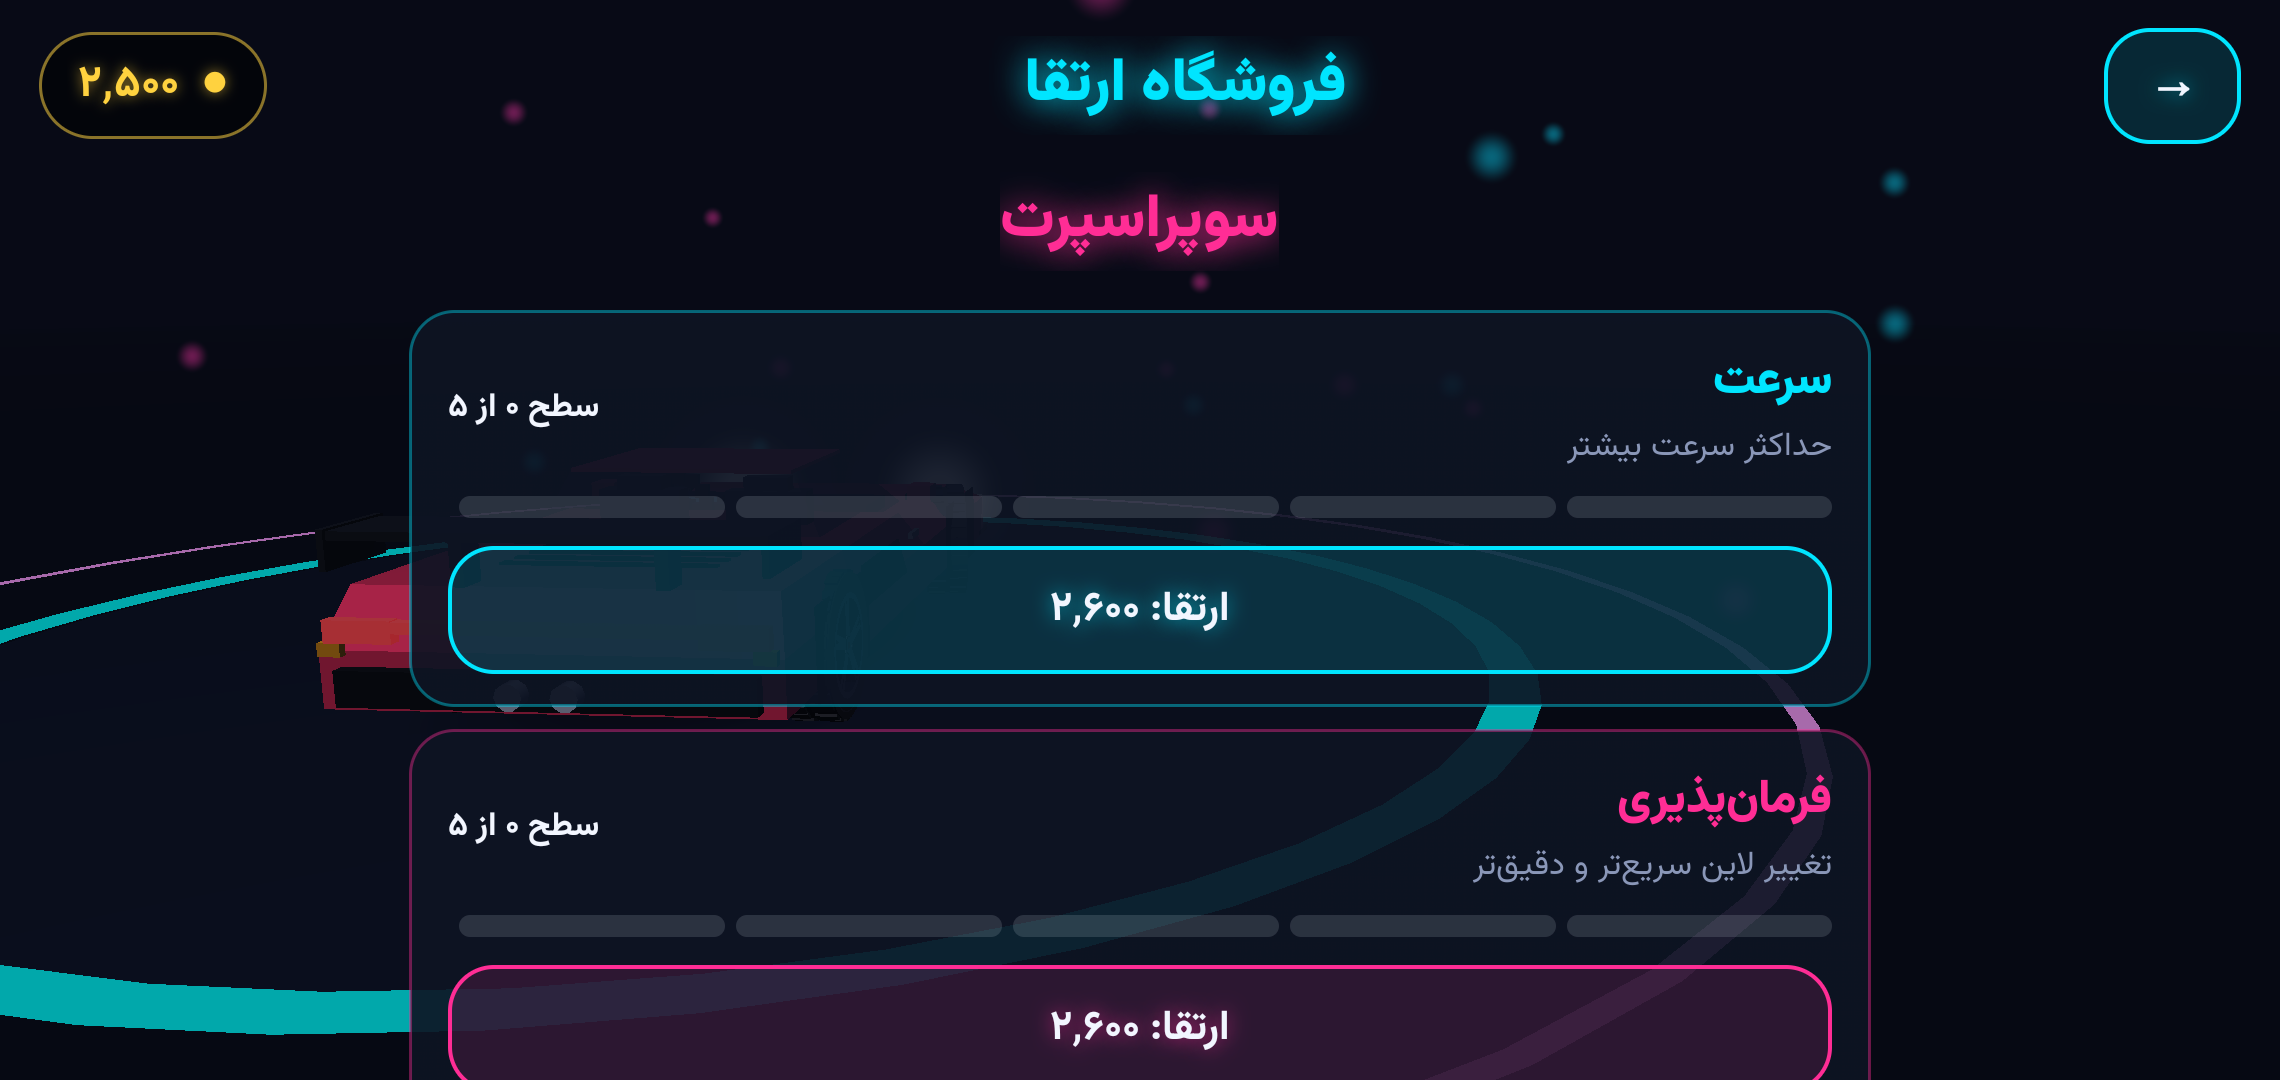 →
فروشگاه ارتقا
۲,۵۰۰
سوپراسپرت
سرعت
سطح ۰ از ۵
حداکثر سرعت بیشتر
ارتقا: ۲,۶۰۰
فرمان‌پذیری
سطح ۰ از ۵
تغییر لاین سریع‌تر و دقیق‌تر
ارتقا: ۲,۶۰۰